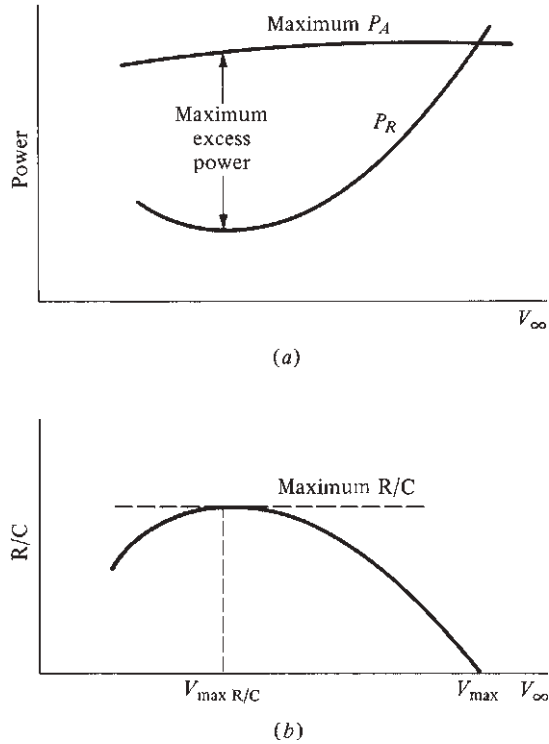 Maximum P_A
Maximum
excess
power
P_R
Power
V_∞
(a)
Maximum R/C
R/C
V_max R/C
V_max
V_∞
(b)